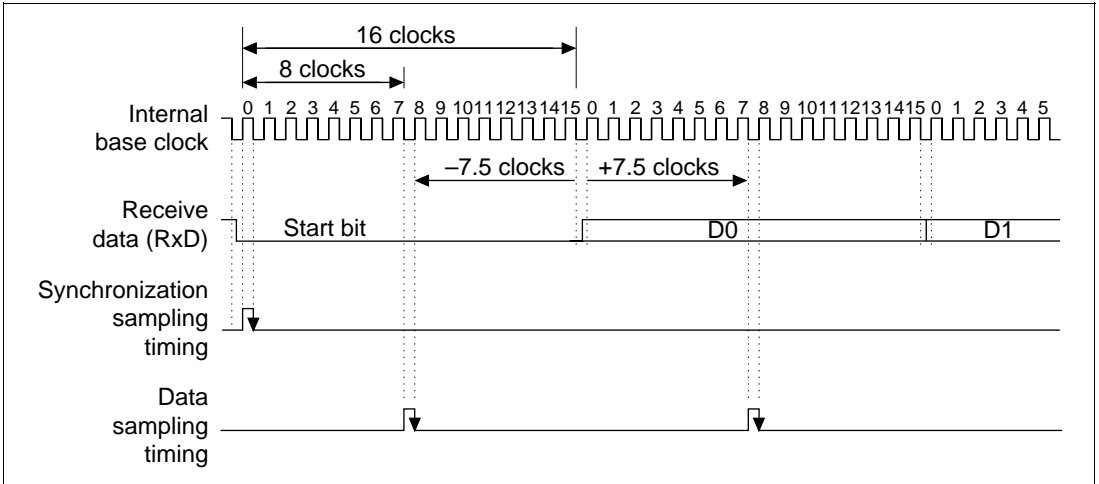 16 clocks
8 clocks
Internal base clock
0 1 2 3 4 5 6 7 8 9 10 11 12 13 14 15 0 1 2 3 4 5 6 7 8 9 10 11 12 13 14 15 0 1 2 3 4 5
–7.5 clocks +7.5 clocks
Receive data (RxD)
Start bit D0 D1
Synchronization sampling timing
Data sampling timing